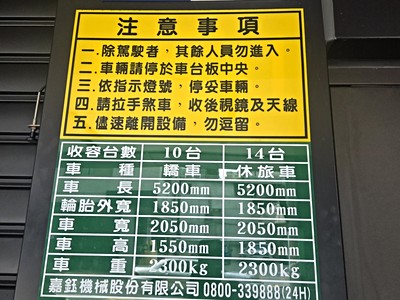 注意事項
一.除駕駛者,其餘人員勿進入。
二.車輛請停於車台板中央。
三.依指示燈號,停妥車輛。
四.請拉手煞車,收後視鏡及天線
五.儘速離開設備,勿逗留。
收容台數 10台 14台
車種 轎車 休旅車
車長 5200mm 5200mm
輪胎外寬 1850mm 1850mm
車寬 2050mm 2050mm
車高 1550mm 1850mm
車重 2300kg 2300kg
嘉鈺機械股份有限公司 0800-339888(24H)